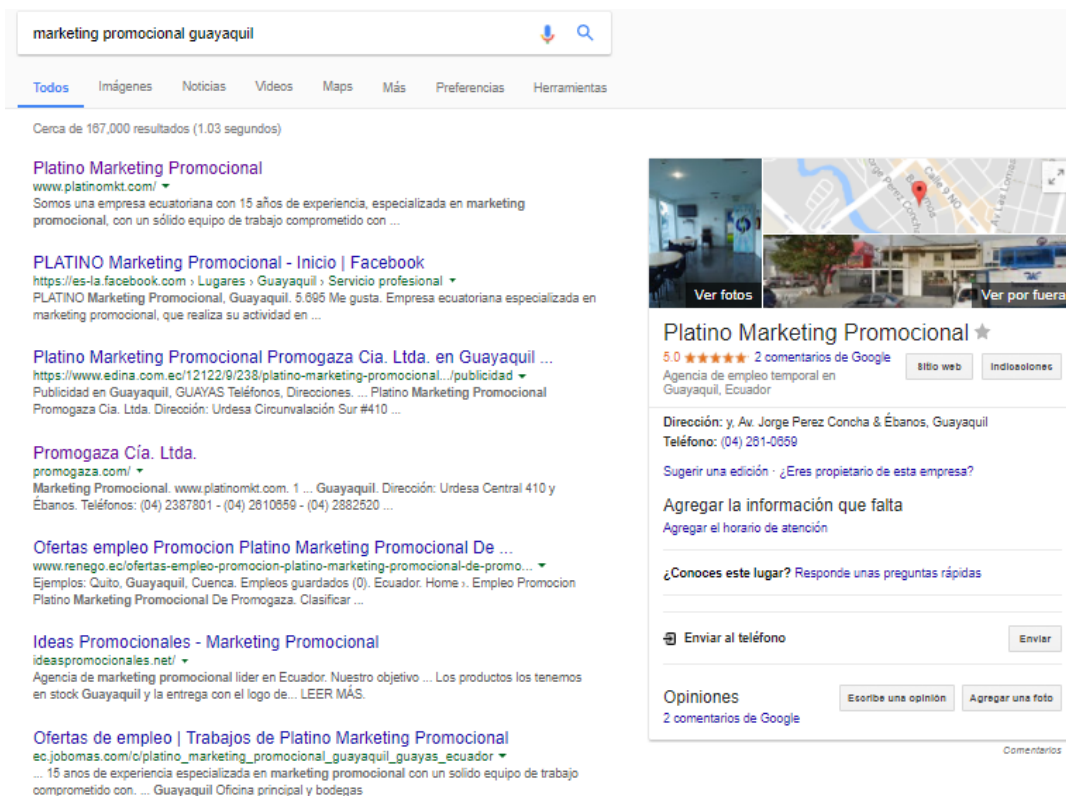 marketing promocional guayaquil
Todos Imágenes Noticias Videos Maps Más Preferencias Herramientas
Cerca de 167,000 resultados (1.03 segundos)
Platino Marketing Promocional
www.platinomkt.com/
Somos una empresa ecuatoriana con 15 años de experiencia, especializada en marketing
promocional, con un sólido equipo de trabajo comprometido con ...
PLATINO Marketing Promocional - Inicio | Facebook
https://es-la.facebook.com › Lugares › Guayaquil › Servicio profesional
PLATINO Marketing Promocional, Guayaquil. 5.695 Me gusta. Empresa ecuatoriana especializada en
marketing promocional, que realiza su actividad en ...
Platino Marketing Promocional Promogaza Cia. Ltda. en Guayaquil ...
https://www.edina.com.ec/12122/9/238/platino-marketing-promocional.../publicidad
Publicidad en Guayaquil, GUAYAS Teléfonos, Direcciones. ... Platino Marketing Promocional
Promogaza Cia. Ltda. Dirección: Urdesa Circunvalación Sur #410 ...
Promogaza Cía. Ltda.
promogaza.com/
Marketing Promocional. www.platinomkt.com. 1 ... Guayaquil. Dirección: Urdesa Central 410 y
Ébanos. Teléfonos: (04) 2387801 - (04) 2610659 - (04) 2882520 ...
Ofertas empleo Promocion Platino Marketing Promocional De ...
www.renego.ec/ofertas-empleo-promocion-platino-marketing-promocional-de-promo...
Ejemplos: Quito, Guayaquil, Cuenca. Empleos guardados (0). Ecuador. Home ›. Empleo Promocion
Platino Marketing Promocional De Promogaza. Clasificar ...
Ideas Promocionales - Marketing Promocional
ideaspromocionales.net/
Agencia de marketing promocional lider en Ecuador. Nuestro objetivo ... Los productos los tenemos
en stock Guayaquil y la entrega con el logo de... LEER MÁS.
Ofertas de empleo | Trabajos de Platino Marketing Promocional
ec.jobomas.com/c/platino_marketing_promocional_guayaquil_guayas_ecuador
... 15 anos de experiencia especializada en marketing promocional con un solido equipo de trabajo
comprometido con. ... Guayaquil Oficina principal y bodegas
Jorge Perez Concha
Calle 9 NO
Av Las Lomas
Ver fotos
Ver por fuera
Platino Marketing Promocional
5.0 2 comentarios de Google
Agencia de empleo temporal en
Guayaquil, Ecuador
Sitio web Indicaciones
Dirección: y, Av. Jorge Perez Concha & Ébanos, Guayaquil
Teléfono: (04) 261-0659
Sugerir una edición · ¿Eres propietario de esta empresa?
Agregar la información que falta
Agregar el horario de atención
¿Conoces este lugar? Responde unas preguntas rápidas
Enviar al teléfono Enviar
Opiniones Escribe una opinión Agregar una foto
2 comentarios de Google
Comentarios